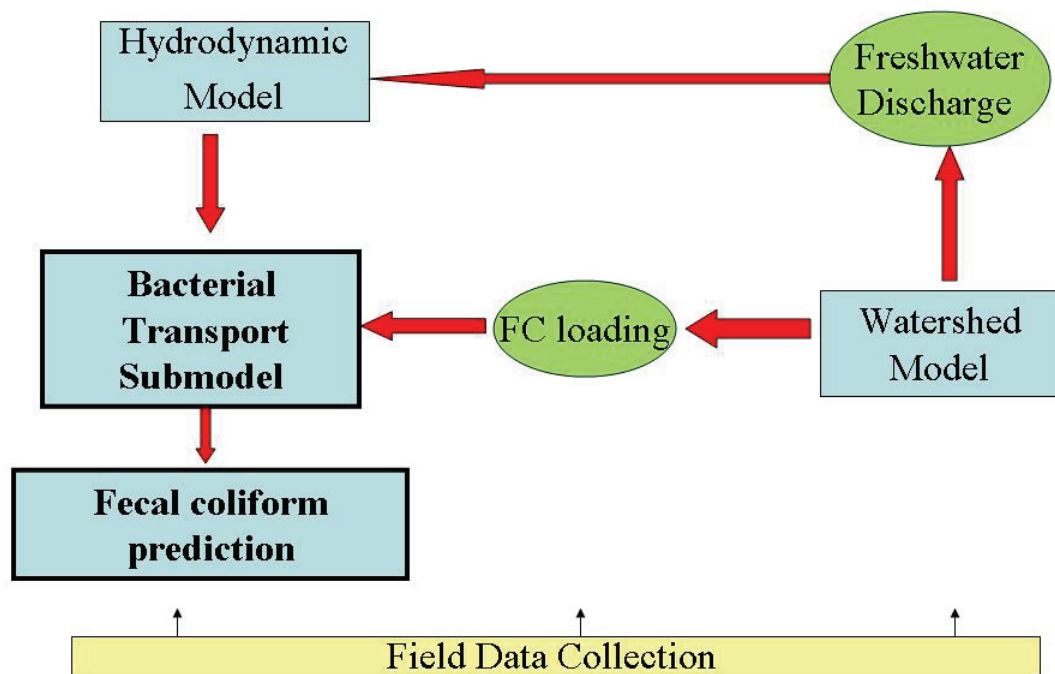 Hydrodynamic
Model
Freshwater
Discharge
Bacterial
Transport
Submodel
FC loading
Watershed
Model
Fecal coliform
prediction
Field Data Collection